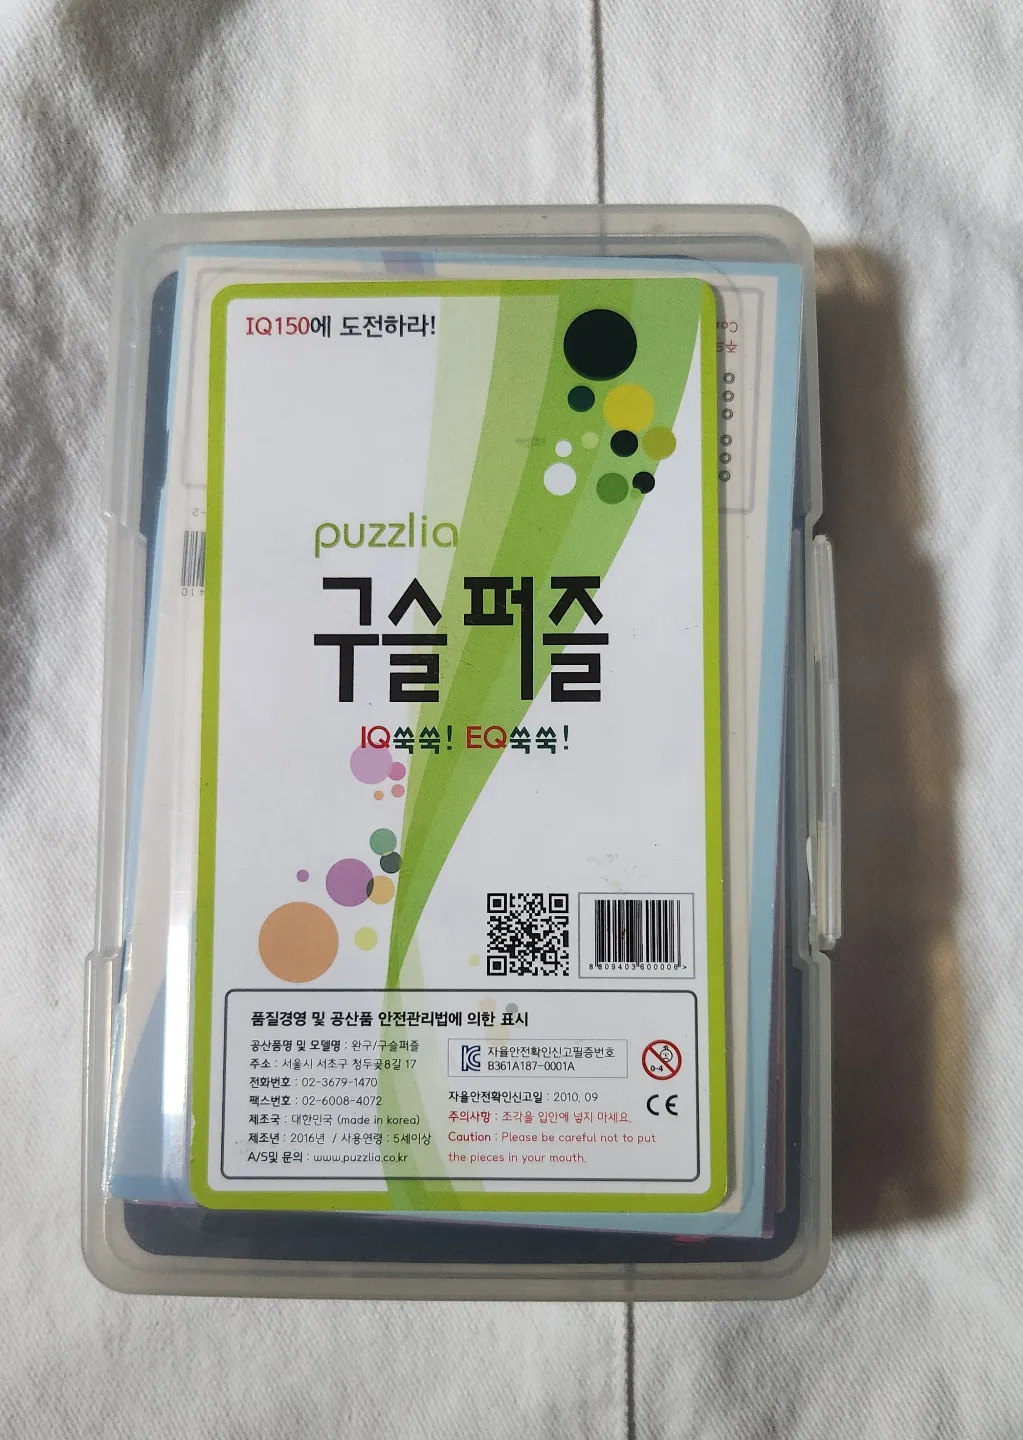 IQ150에 도전하라!
puzzlia
구슬퍼즐
IQ쑥쑥! EQ쑥쑥!
8 809403 600006 >
품질경영 및 공산품 안전관리법에 의한 표시
공산품명 및 모델명 : 완구/구슬퍼즐
주소 : 서울시 서초구 청두곶8길 17
전화번호 : 02-3679-1470
팩스번호 : 02-6008-4072
제조국 : 대한민국 (made in korea)
제조년 : 2016년 / 사용연령 : 5세이상
A/S및 문의 : www.puzzlia.co.kr
자율안전확인신고필증번호
B361A187-0001A
0-4
자율안전확인신고일 : 2010. 09
CE
주의사항 : 조각을 입안에 넣지 마세요.
Caution : Please be careful not to put
the pieces in your mouth.